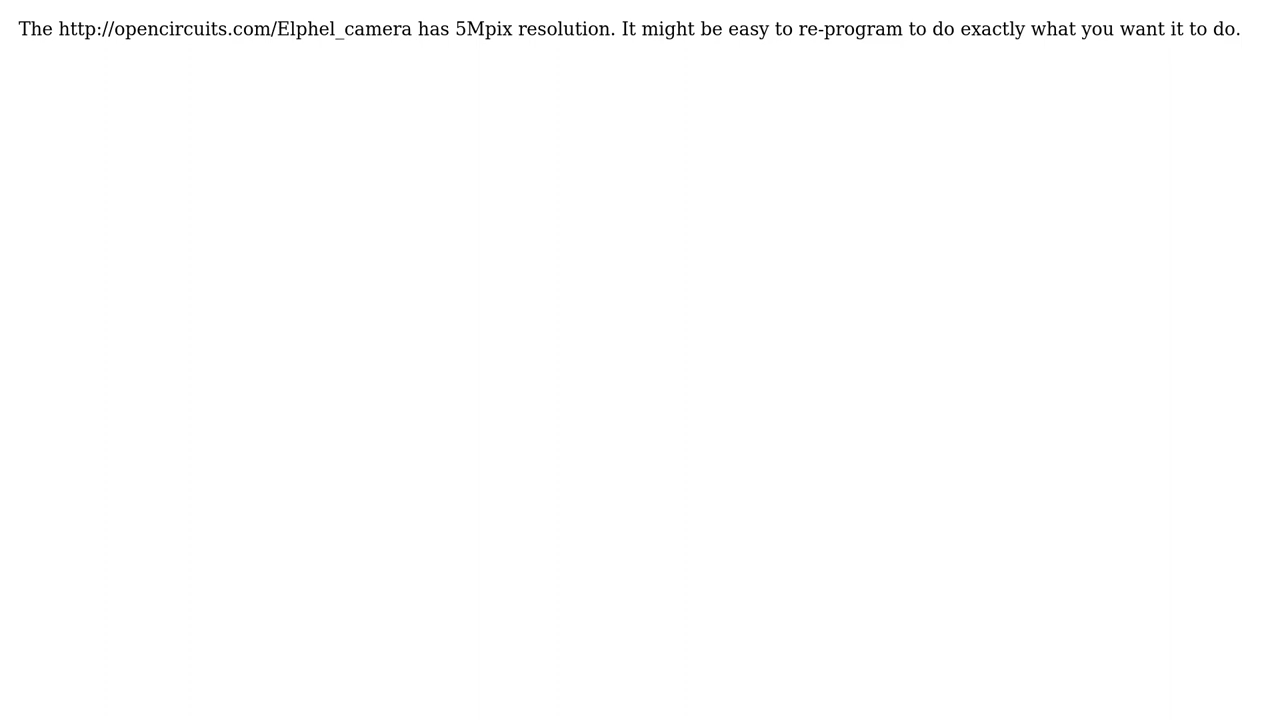 The http://opencircuits.com/Elphel_camera has 5Mpix resolution. It might be easy to re-program to do exactly what you want it to do.